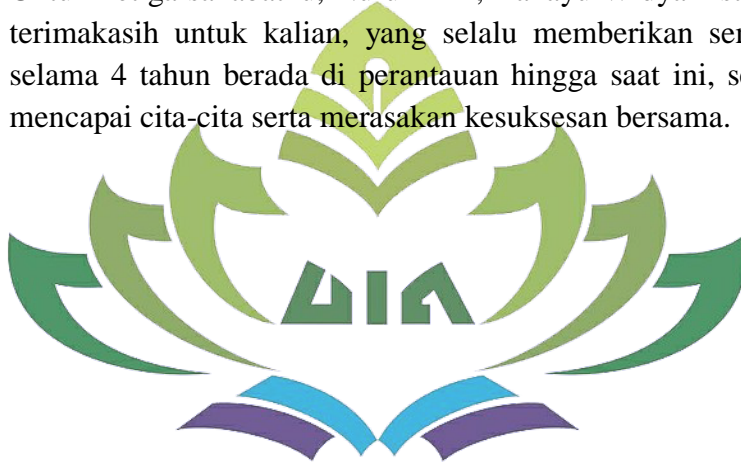 terimakasih untuk kalian, yang selalu memberikan
selama 4 tahun berada di perantauan hingga saat ini,
mencapai cita-cita serta merasakan kesuksesan bersama.
UIN